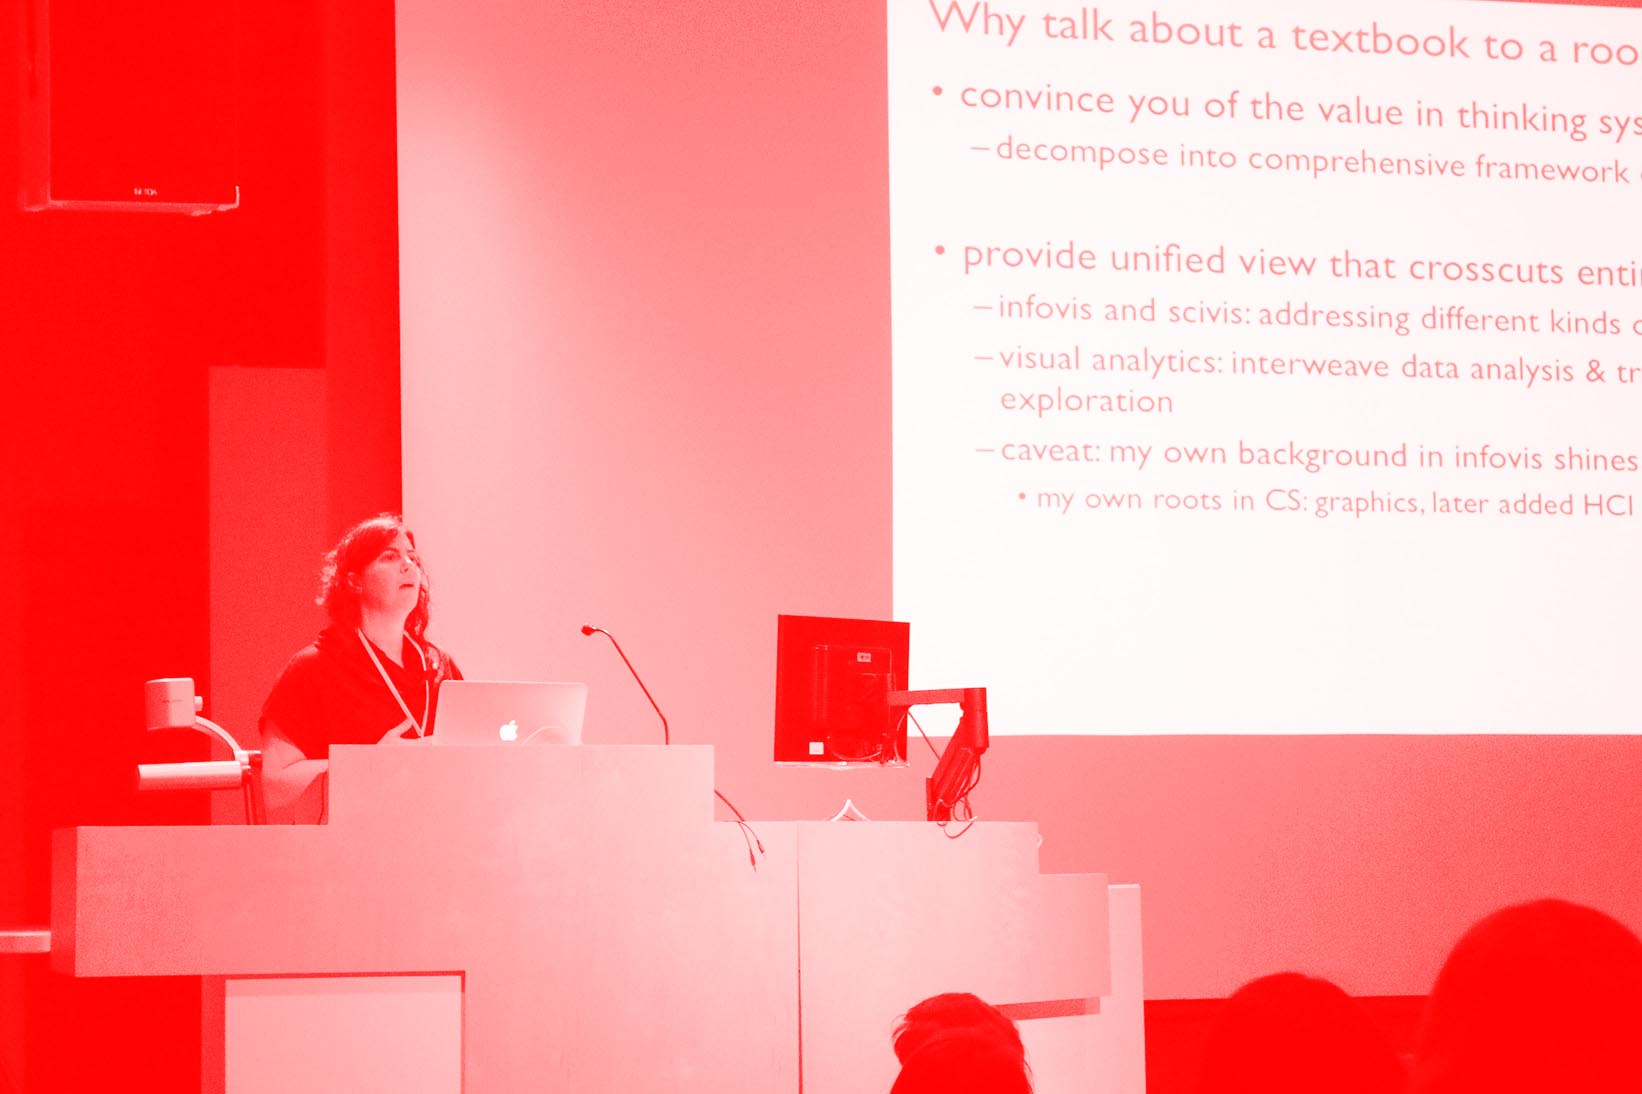 Why talk about a textbook to a roo
• convince you of the value in thinking sys
– decompose into comprehensive framework
• provide unified view that crosscuts enti
– infovis and scivis: addressing different kinds o
– visual analytics: interweave data analysis & tr
exploration
– caveat: my own background in infovis shines
• my own roots in CS: graphics, later added HCI